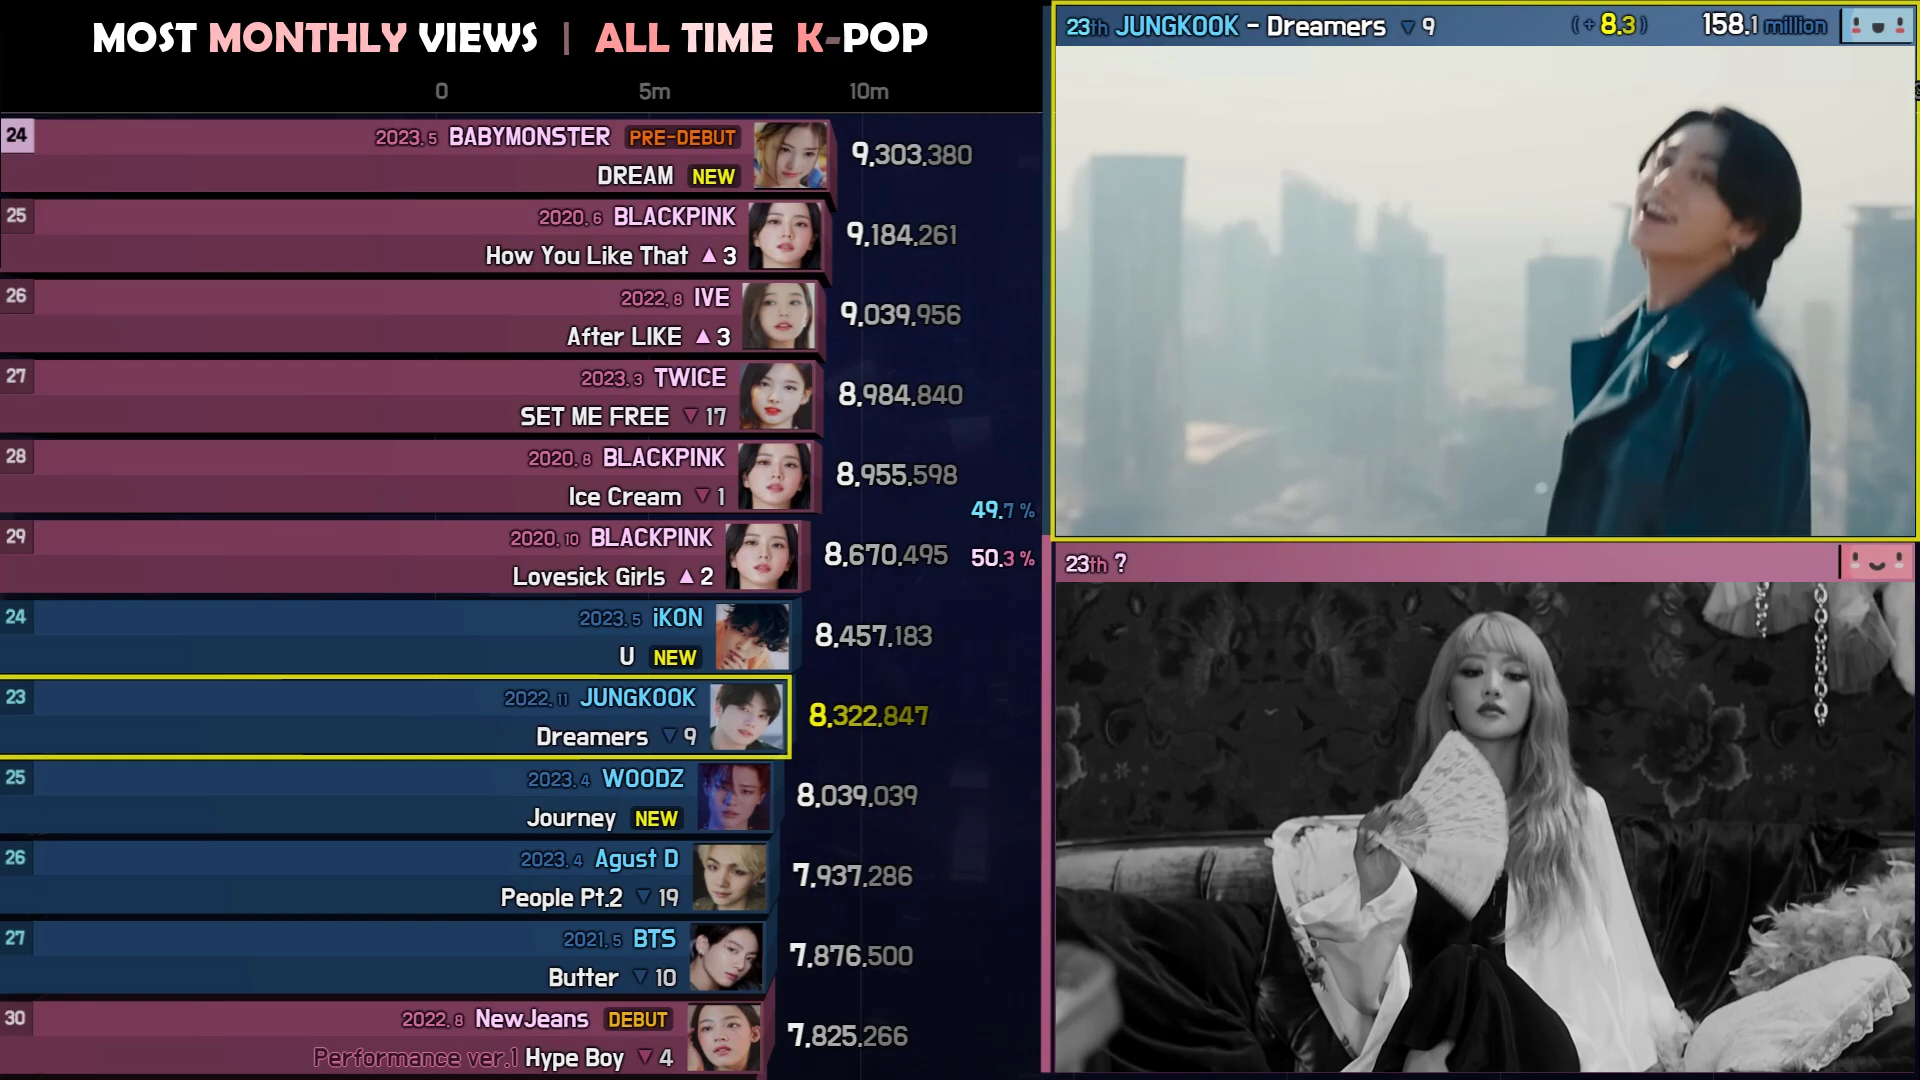 MOST MONTHLY VIEWS | ALL TIME K-POP
0 5m 10m
24 2023. 5 BABYMONSTER PRE-DEBUT
DREAM NEW
9,303,380
25 2020. 6 BLACKPINK
How You Like That ▲ 3
9,184,261
26 2022. 8 IVE
After LIKE ▲ 3
9,039,956
27 2023. 3 TWICE
SET ME FREE ▼ 17
8,984,840
28 2020. 8 BLACKPINK
Ice Cream ▼ 1
8,955,598
49.7 %
29 2020. 10 BLACKPINK
Lovesick Girls ▲ 2
8,670,495
50.3 %
24 2023. 5 iKON
U NEW
8,457,183
23 2022. 11 JUNGKOOK
Dreamers ▼ 9
8,322,847
25 2023. 4 WOODZ
Journey NEW
8,039,039
26 2023. 4 Agust D
People Pt.2 ▼ 19
7,937,286
27 2021. 5 BTS
Butter ▼ 10
7,876,500
30 2022. 8 NewJeans DEBUT
Performance ver.1 Hype Boy ▼ 4
7,825,266
23th JUNGKOOK - Dreamers ▼ 9 (+ 8.3) 158.1 million
23th ?